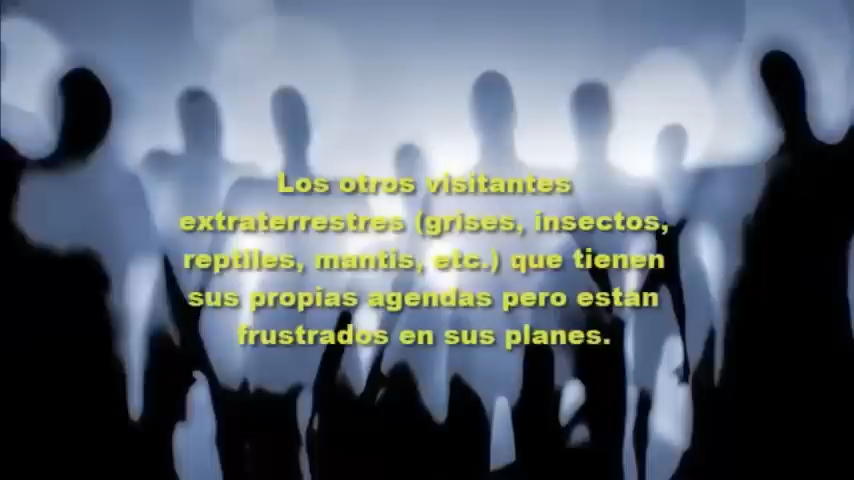 Los otros visitantes
extraterrestres (grises, insectos,
reptiles, mantis, etc.) que tienen
sus propias agendas pero están
frustrados en sus planes.